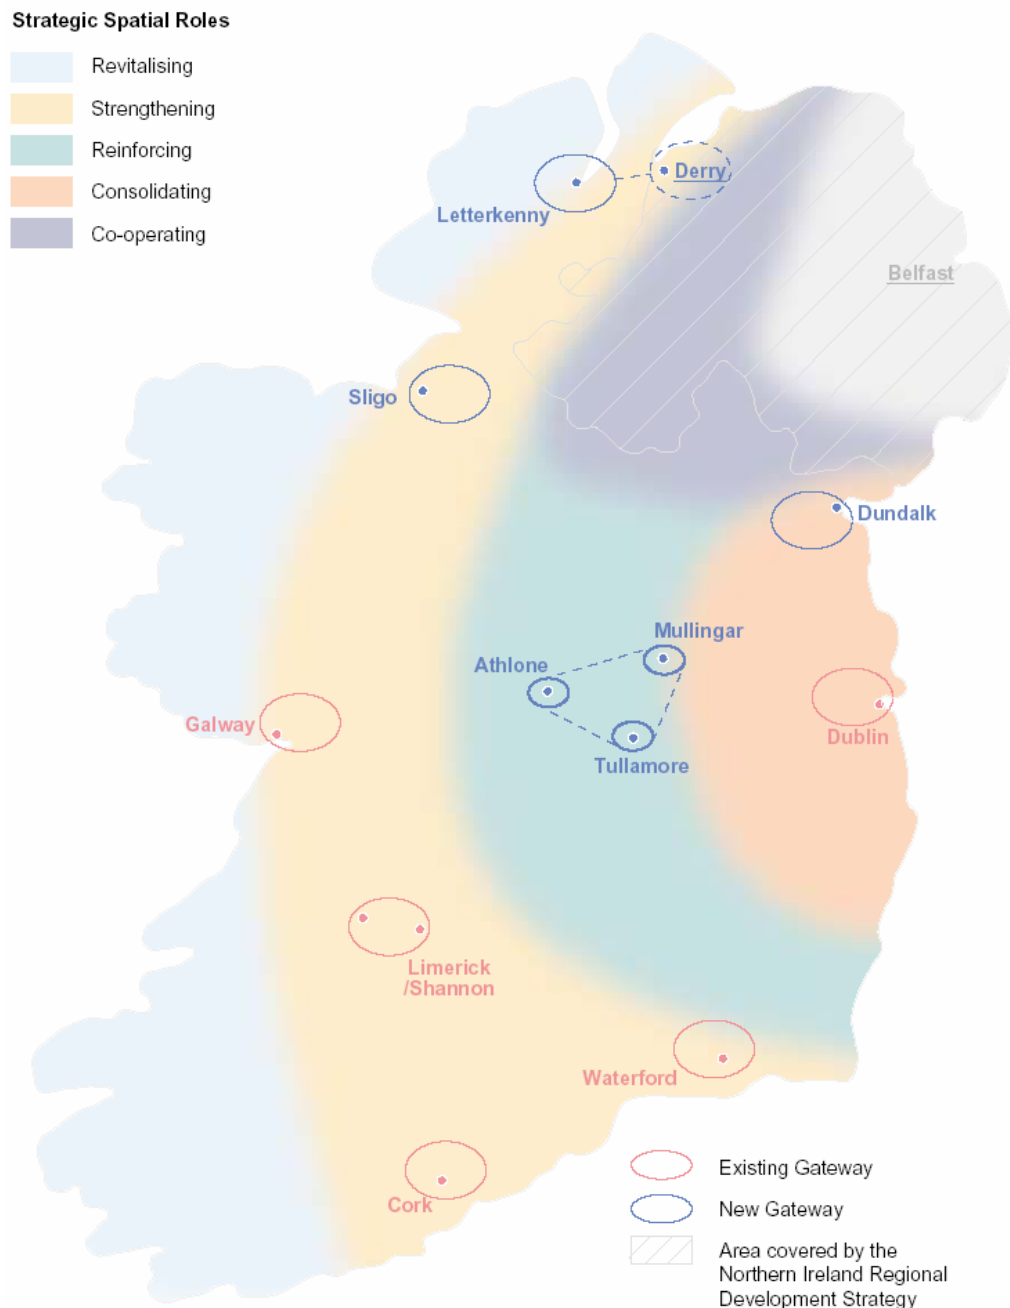 Strategic Spatial Roles
Revitalising
Strengthening
Reinforcing
Consolidating
Co-operating
Derry
Letterkenny
Belfast
Sligo
Dundalk
Mullingar
Athlone
Galway
Dublin
Tullamore
Limerick
/Shannon
Waterford
Cork
Existing Gateway
New Gateway
Area covered by the
Northern Ireland Regional
Development Strategy